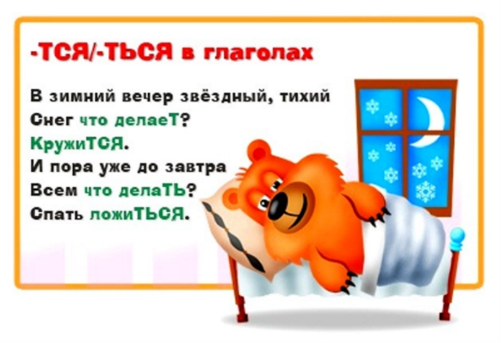 -ТСЯ/-ТЬСЯ в глаголах
В зимний вечер звёздный, тихий
Снег что делаеТ?
КружиТСЯ.
И пора уже до завтра
Всем что делаТЬ?
Спать ложиТЬСЯ.